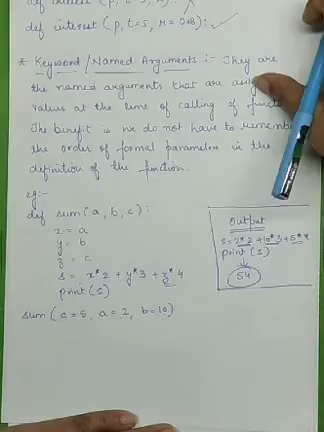 def interest (p, t=5, r=0.8):
* Keyword / Named Arguments :- They are
the named arguments that are
values at the time of calling of
The benefit is we do not have to
the order of formal parameters in the
definition of the function.
eg:-
def sum(a, b, c):
x = a
y = b
z = c
s = x*2 + y*3 + z*4
print(s)
sum(c=5, a=2, b=10)
Output
s=2*2+10*3+5*4
print(s)
54